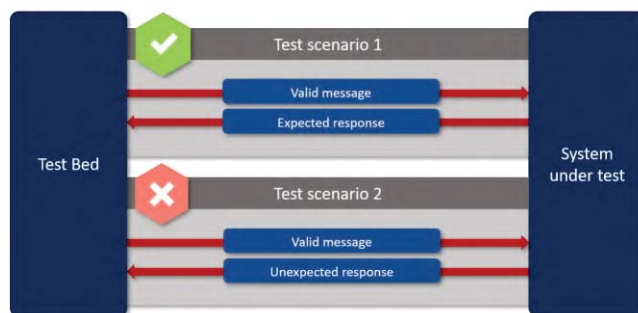 Test Bed
Test scenario 1
Valid message
Expected response
Test scenario 2
Valid message
Unexpected response
System
under test